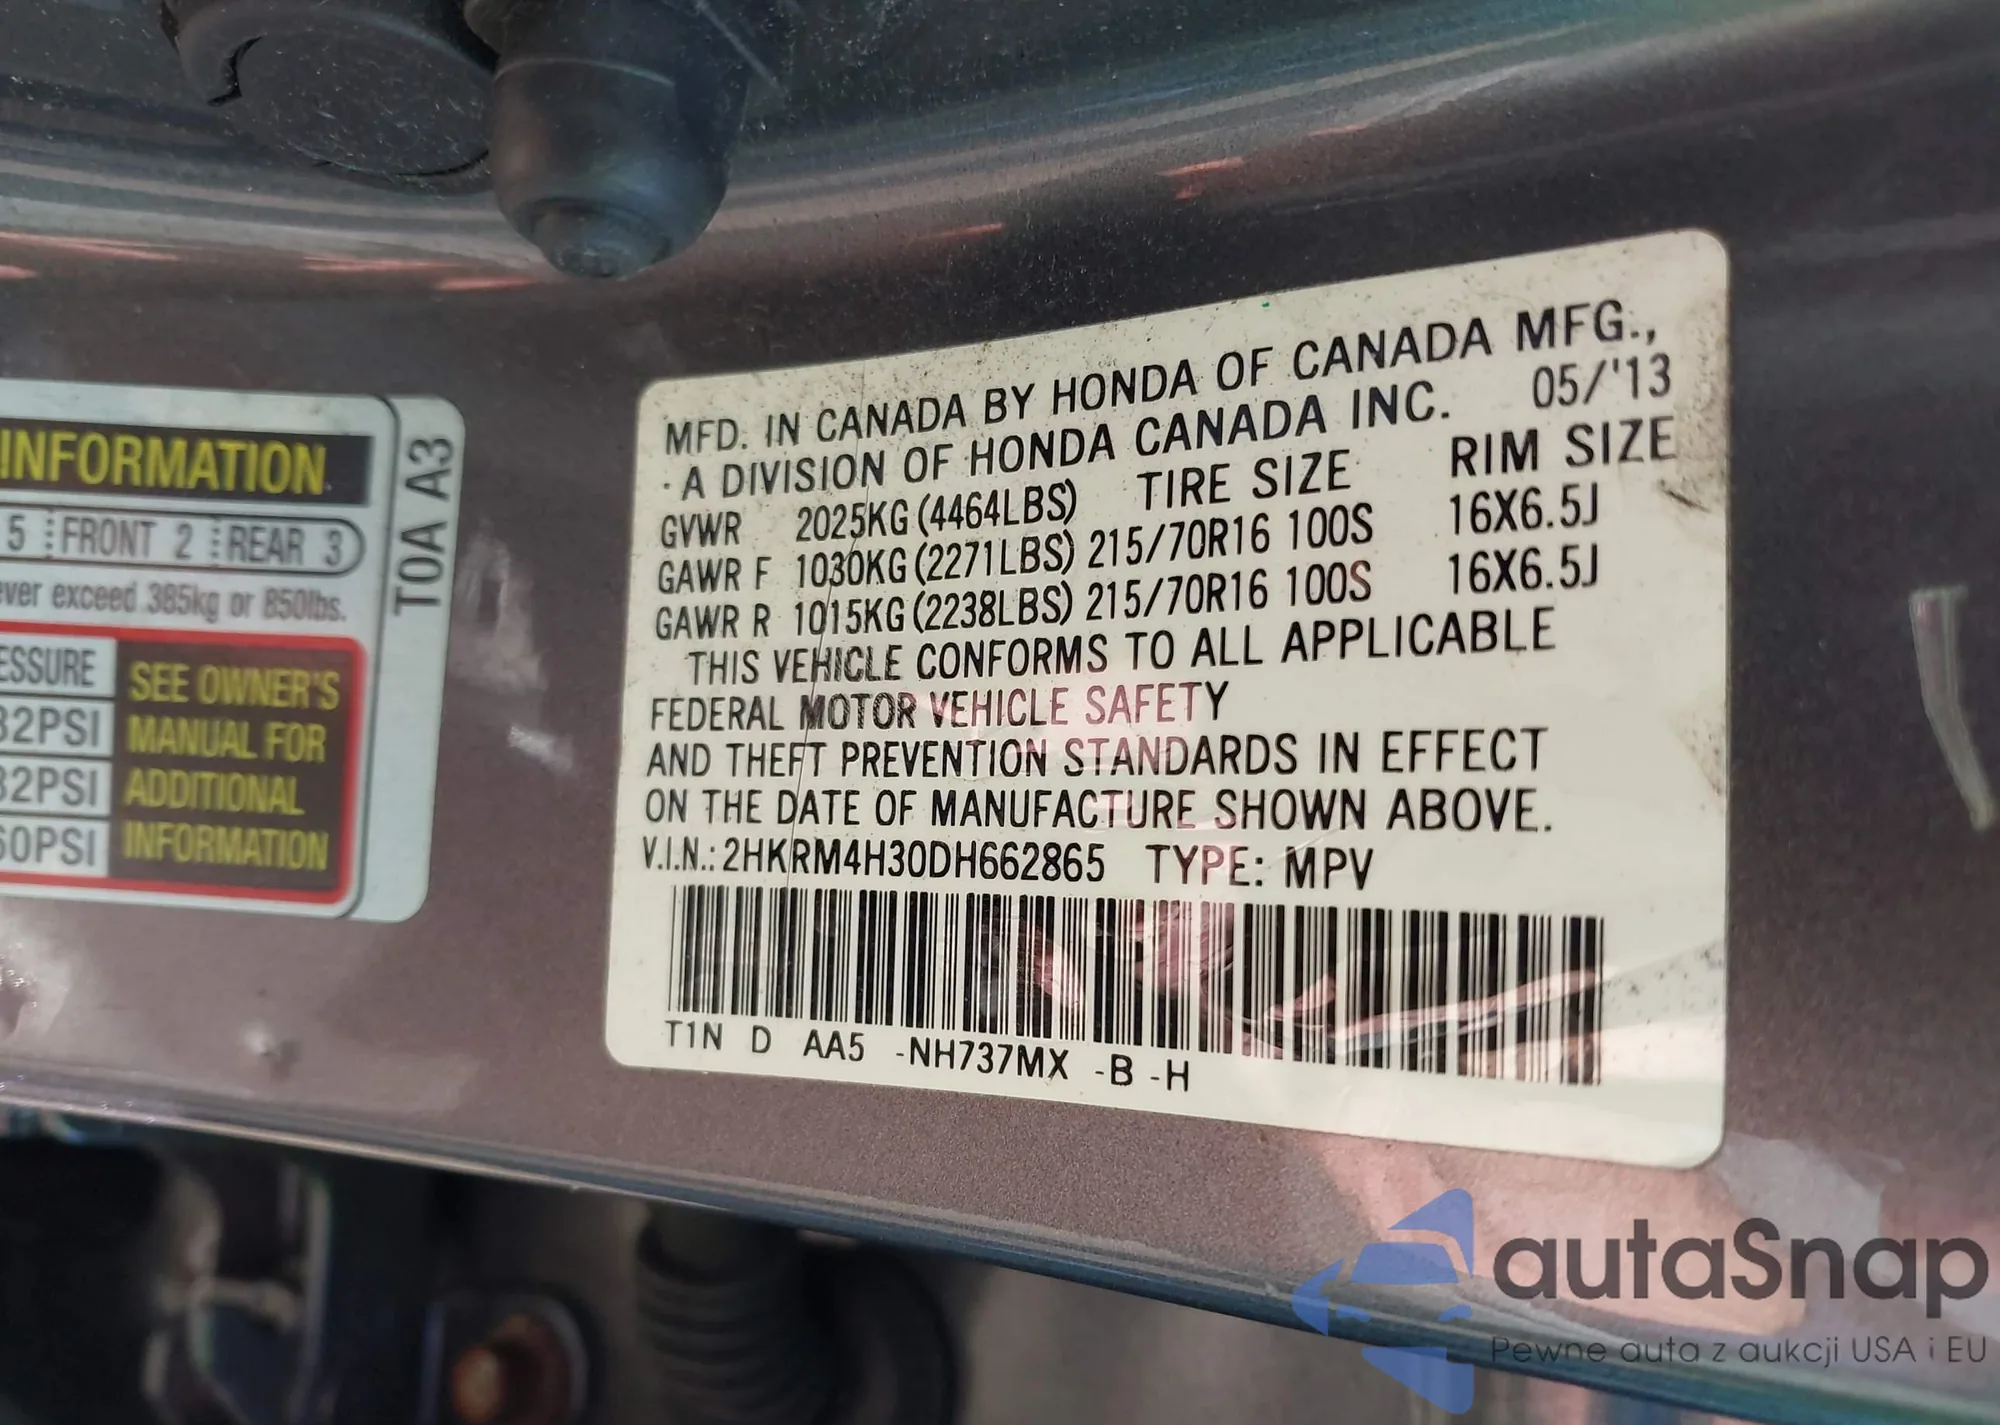 INFORMATION
5 FRONT 2 REAR 3
ever exceed 385kg or 850lbs.
ESSURE
32PSI
32PSI
60PSI
SEE OWNER'S
MANUAL FOR
ADDITIONAL
INFORMATION
T0A A3
MFD. IN CANADA BY HONDA OF CANADA MFG.,
A DIVISION OF HONDA CANADA INC. 05/'13
GVWR 2025KG (4464LBS) TIRE SIZE RIM SIZE
GAWR F 1030KG (2271LBS) 215/70R16 100S 16X6.5J
GAWR R 1015KG (2238LBS) 215/70R16 100S 16X6.5J
THIS VEHICLE CONFORMS TO ALL APPLICABLE
FEDERAL MOTOR VEHICLE SAFETY
AND THEFT PREVENTION STANDARDS IN EFFECT
ON THE DATE OF MANUFACTURE SHOWN ABOVE.
V.I.N.: 2HKRM4H30DH662865 TYPE: MPV
T1N D AA5 -NH737MX -B -H
autaSnap
Pewne auta z aukcji USA i EU